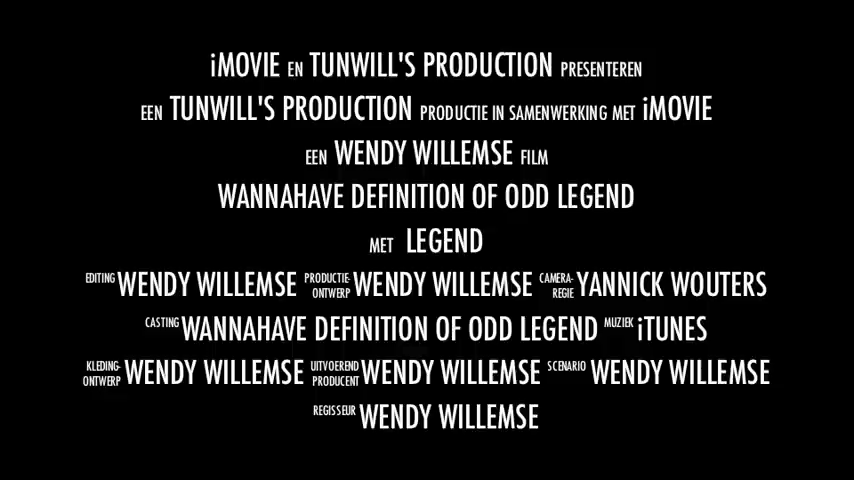 iMOVIE EN TUNWILL'S PRODUCTION PRESENTEREN
EEN TUNWILL'S PRODUCTION PRODUCTIE IN SAMENWERKING MET iMOVIE
EEN WENDY WILLEMSE FILM
WANNAHAVE DEFINITION OF ODD LEGEND
MET LEGEND
EDITING WENDY WILLEMSE PRODUCTIE-ONTWERP WENDY WILLEMSE CAMERA-REGIE YANNICK WOUTERS
CASTING WANNAHAVE DEFINITION OF ODD LEGEND MUZIEK iTUNES
KLEDING-ONTWERP WENDY WILLEMSE UITVOEREND PRODUCENT WENDY WILLEMSE SCENARIO WENDY WILLEMSE
REGISSEUR WENDY WILLEMSE